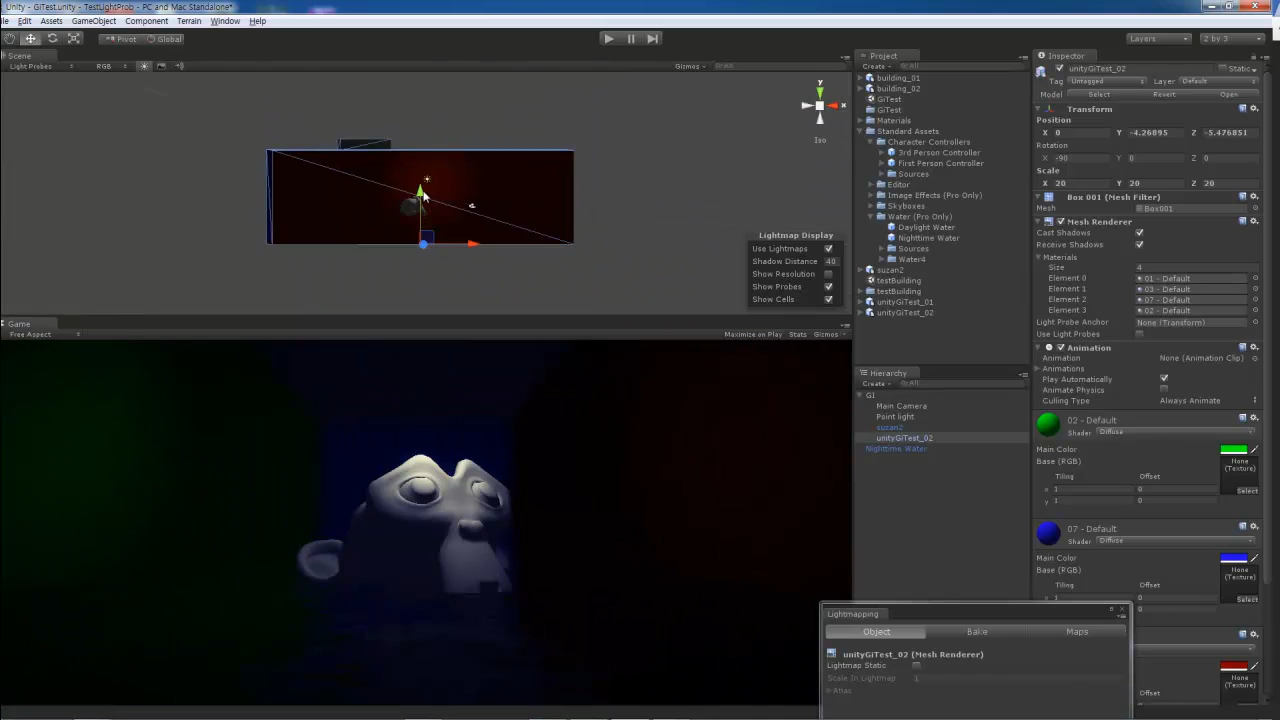 Unity - GiTest.unity - TestLightProb - PC and Mac Standalone*
ile Edit Assets GameObject Component Terrain Window Help
Pivot Global Layers 2 by 3
Scene
Light Probes RGB Gizmos All
y
x
Iso
Lightmap Display
Use Lightmaps
Shadow Distance 40
Show Resolution
Show Probes
Show Cells
Game
Free Aspect Maximize on Play Stats Gizmos
Project
Create All
building_01
building_02
GiTest
GiTest
Materials
Standard Assets
Character Controllers
3rd Person Controller
First Person Controller
Sources
Editor
Image Effects (Pro Only)
Skyboxes
Water (Pro Only)
Daylight Water
Nighttime Water
Sources
Water4
suzan2
testBuilding
testBuilding
unityGiTest_01
unityGiTest_02
Hierarchy
Create All
GI
Main Camera
Point light
suzan2
unityGiTest_02
Nighttime Water
Inspector
unityGiTest_02 Static
Tag Untagged Layer Default
Model Select Revert Open
Transform
Position
X 0 Y -4.26895 Z -5.476851
Rotation
X -90 Y 0 Z 0
Scale
X 20 Y 20 Z 20
Box 001 (Mesh Filter)
Mesh Box001
Mesh Renderer
Cast Shadows
Receive Shadows
Materials
Size 4
Element 0 01 - Default
Element 1 03 - Default
Element 2 07 - Default
Element 3 02 - Default
Light Probe Anchor None (Transform)
Use Light Probes
Animation
Animation None (Animation Clip)
Animations
Play Automatically
Animate Physics
Culling Type Always Animate
02 - Default
Shader Diffuse
Main Color
Base (RGB) None (Texture)
Tiling Offset
x 1 0
y 1 0
Select
07 - Default
Shader Diffuse
Main Color
Base (RGB) None (Texture)
Tiling Offset
x 1 0
0
Select
None (Texture)
Offset
0
Select
Lightmapping
Object Bake Maps
unityGiTest_02 (Mesh Renderer)
Lightmap Static
Scale In Lightmap 1
Atlas